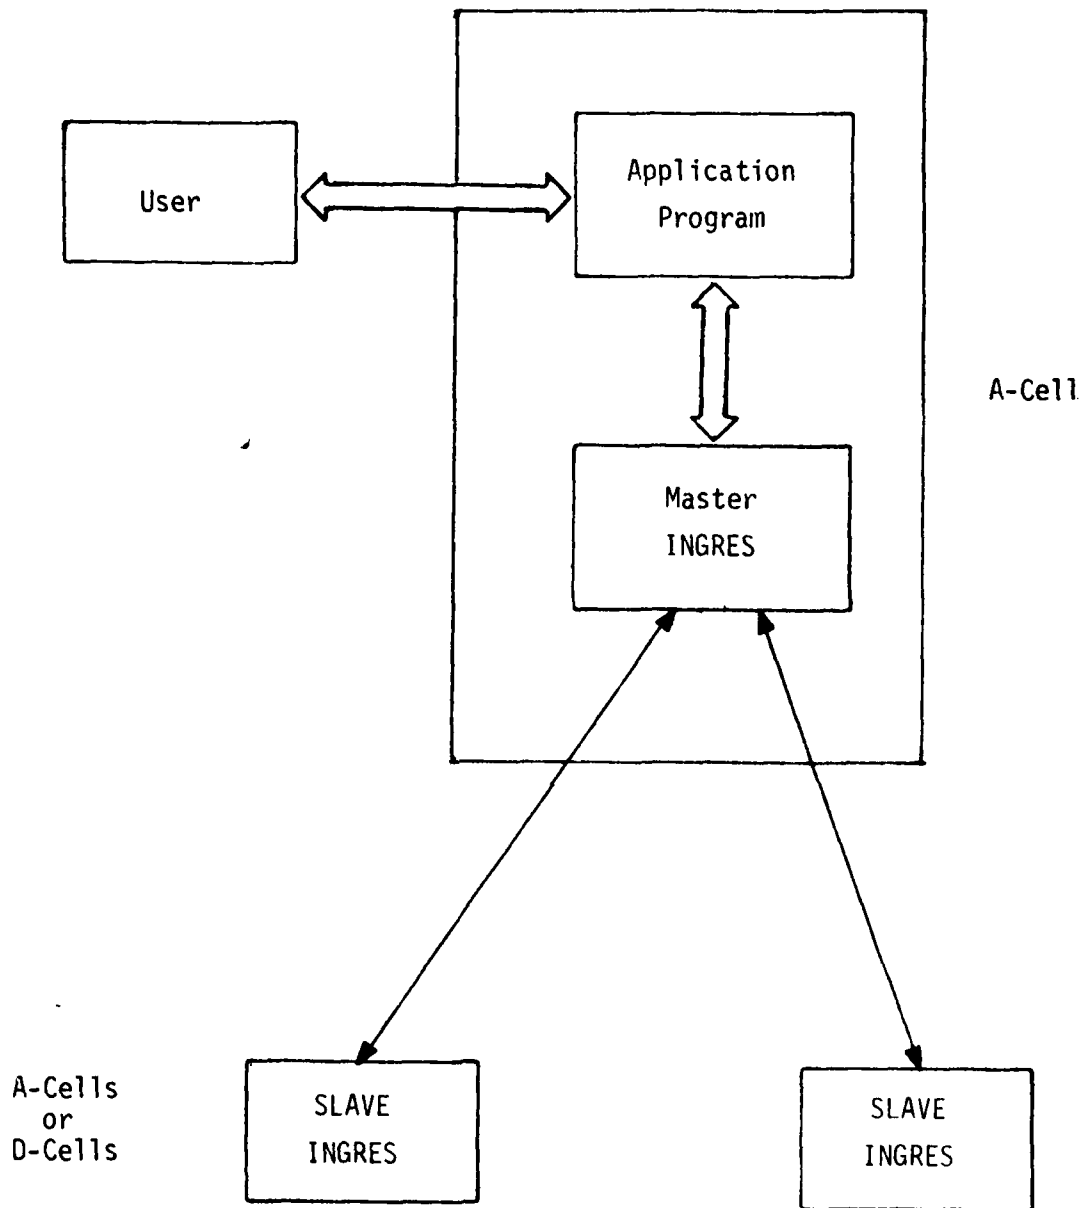 User
Application
Program
A-Cell
Master
INGRES
A-Cells
or
D-Cells
SLAVE
INGRES
SLAVE
INGRES